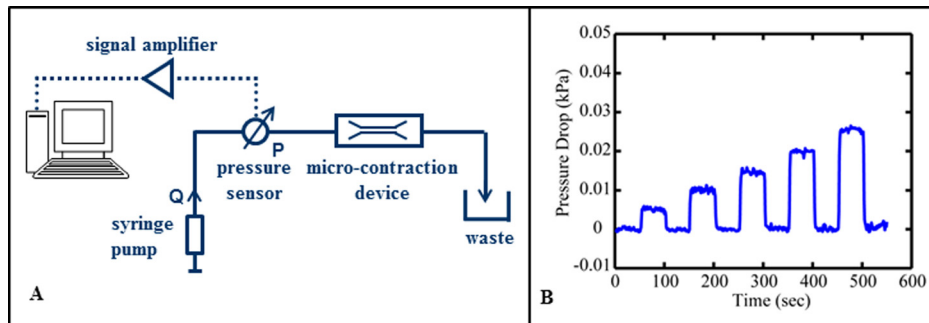 signal amplifier
P
pressure
sensor
micro-contraction
device
Q
syringe
pump
waste
A
0.05
0.04
0.03
0.02
0.01
0
-0.01
Pressure Drop (kPa)
0
100
200
300
400
500
600
Time (sec)
B